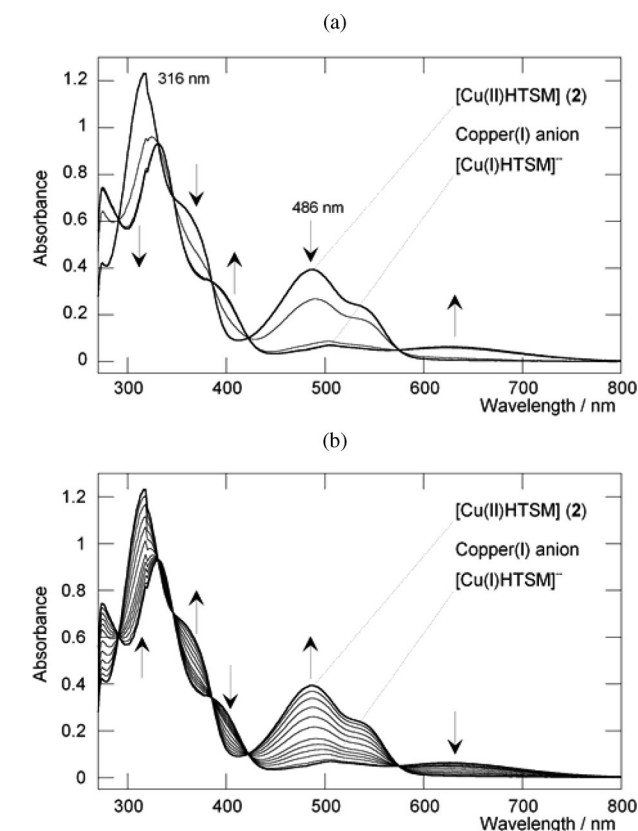 (a)
316 nm
[Cu(II)HTSM] (2)
Copper(I) anion
[Cu(I)HTSM]⁻
486 nm
Absorbance
1.2
1
0.8
0.6
0.4
0.2
0
300 400 500 600 700 800
Wavelength / nm
(b)
[Cu(II)HTSM] (2)
Copper(I) anion
[Cu(I)HTSM]⁻
Absorbance
1.2
1
0.8
0.6
0.4
0.2
0
300 400 500 600 700 800
Wavelength / nm